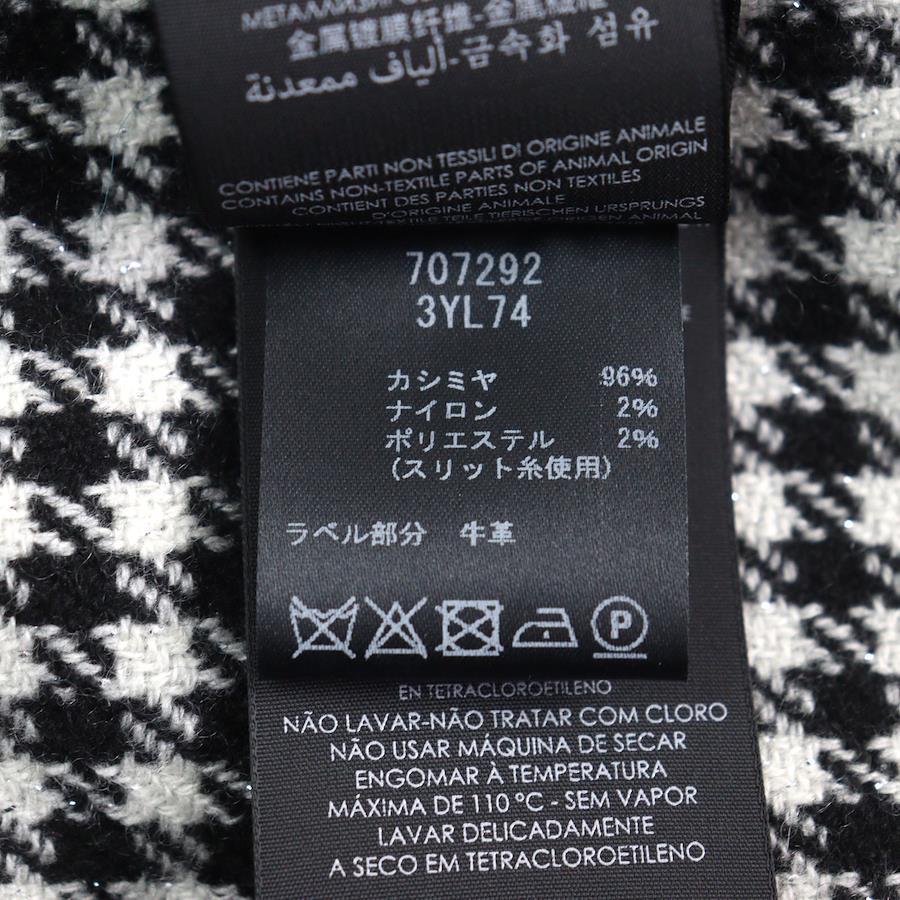 金属镀膜纤维-金属
금속화 섬유-ألياف ممعدنة
CONTIENE PARTI NON TESSILI DI ORIGINE ANIMALE
CONTAINS NON-TEXTILE PARTS OF ANIMAL ORIGIN
CONTIENT DES PARTIES NON TEXTILES
D'ORIGINE ANIMALE
TEILE TIERISCHEN URSPRUNGS
ANIMAL
707292
3YL74
カシミヤ 96%
ナイロン 2%
ポリエステル 2%
(スリット糸使用)
ラベル部分 牛革
P
EN TETRACLOROETILENO
NÃO LAVAR-NÃO TRATAR COM CLORO
NÃO USAR MÁQUINA DE SECAR
ENGOMAR À TEMPERATURA
MÁXIMA DE 110 °C - SEM VAPOR
LAVAR DELICADAMENTE
A SECO EM TETRACLOROETILENO